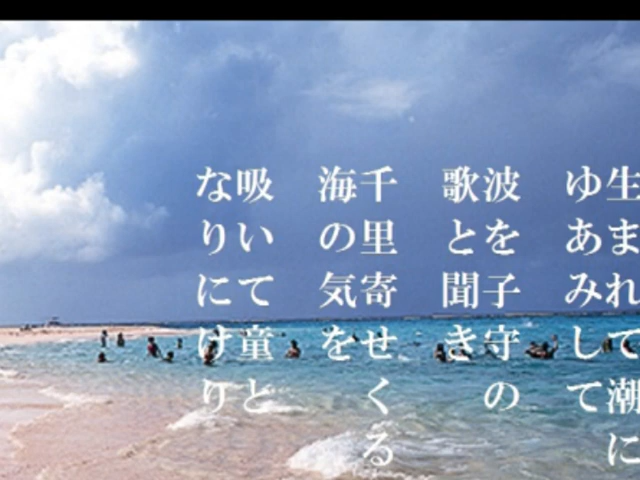 生まれて潮に
ゆあみして
波を子守の
歌と聞き
千里寄せくる
海の気を
吸いて童と
なりにけり